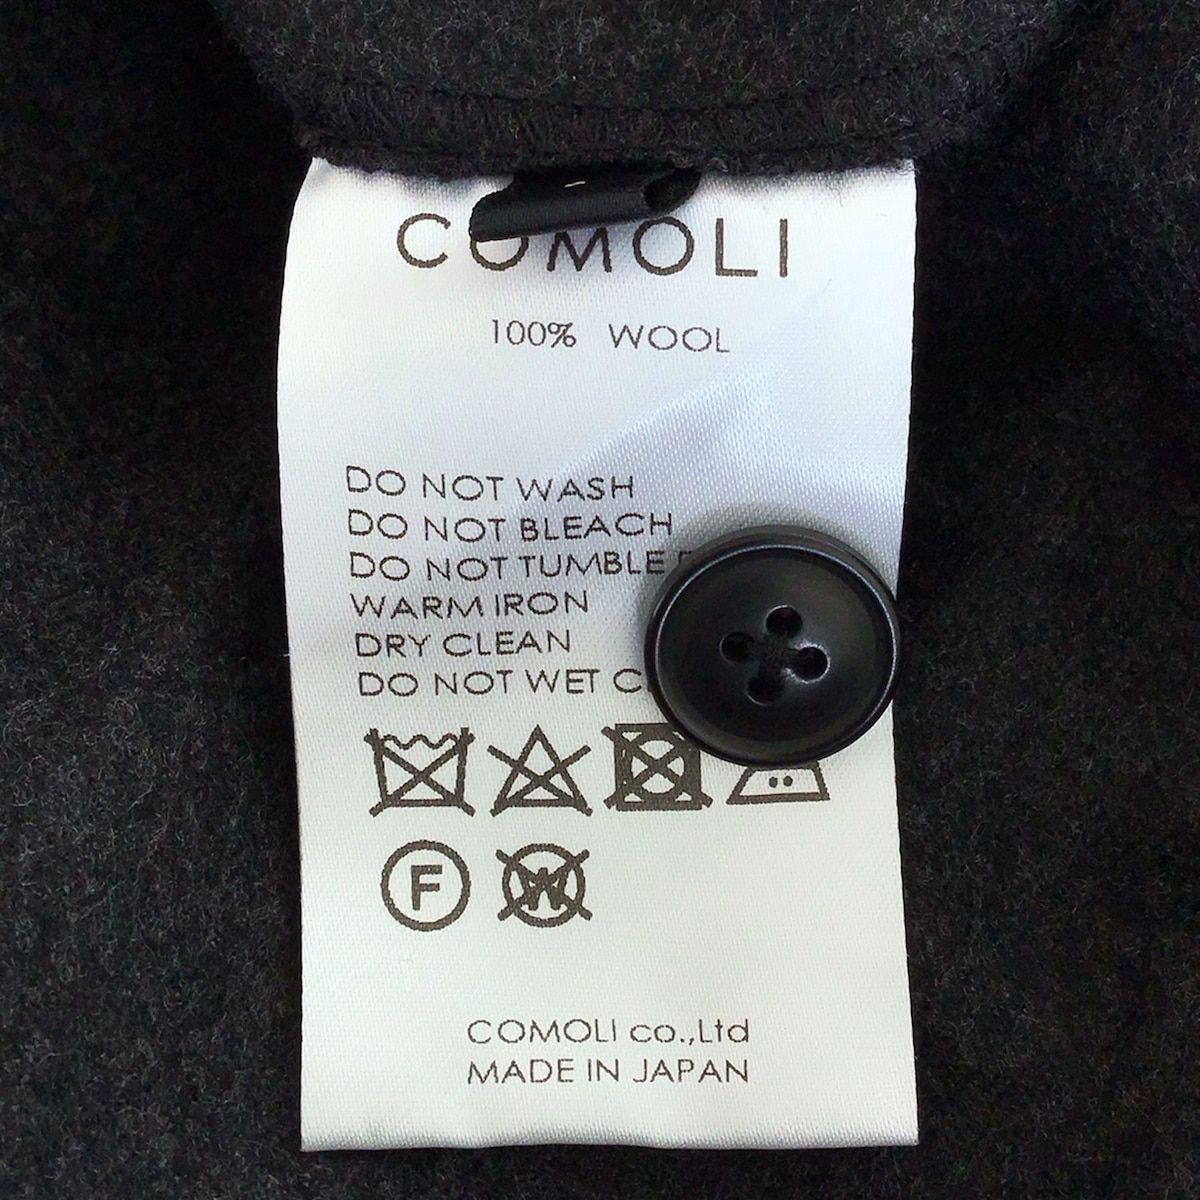 COMOLI
100% WOOL
DO NOT WASH
DO NOT BLEACH
DO NOT TUMBLE
WARM IRON
DRY CLEAN
DO NOT WET
F
W
COMOLI co.,Ltd
MADE IN JAPAN